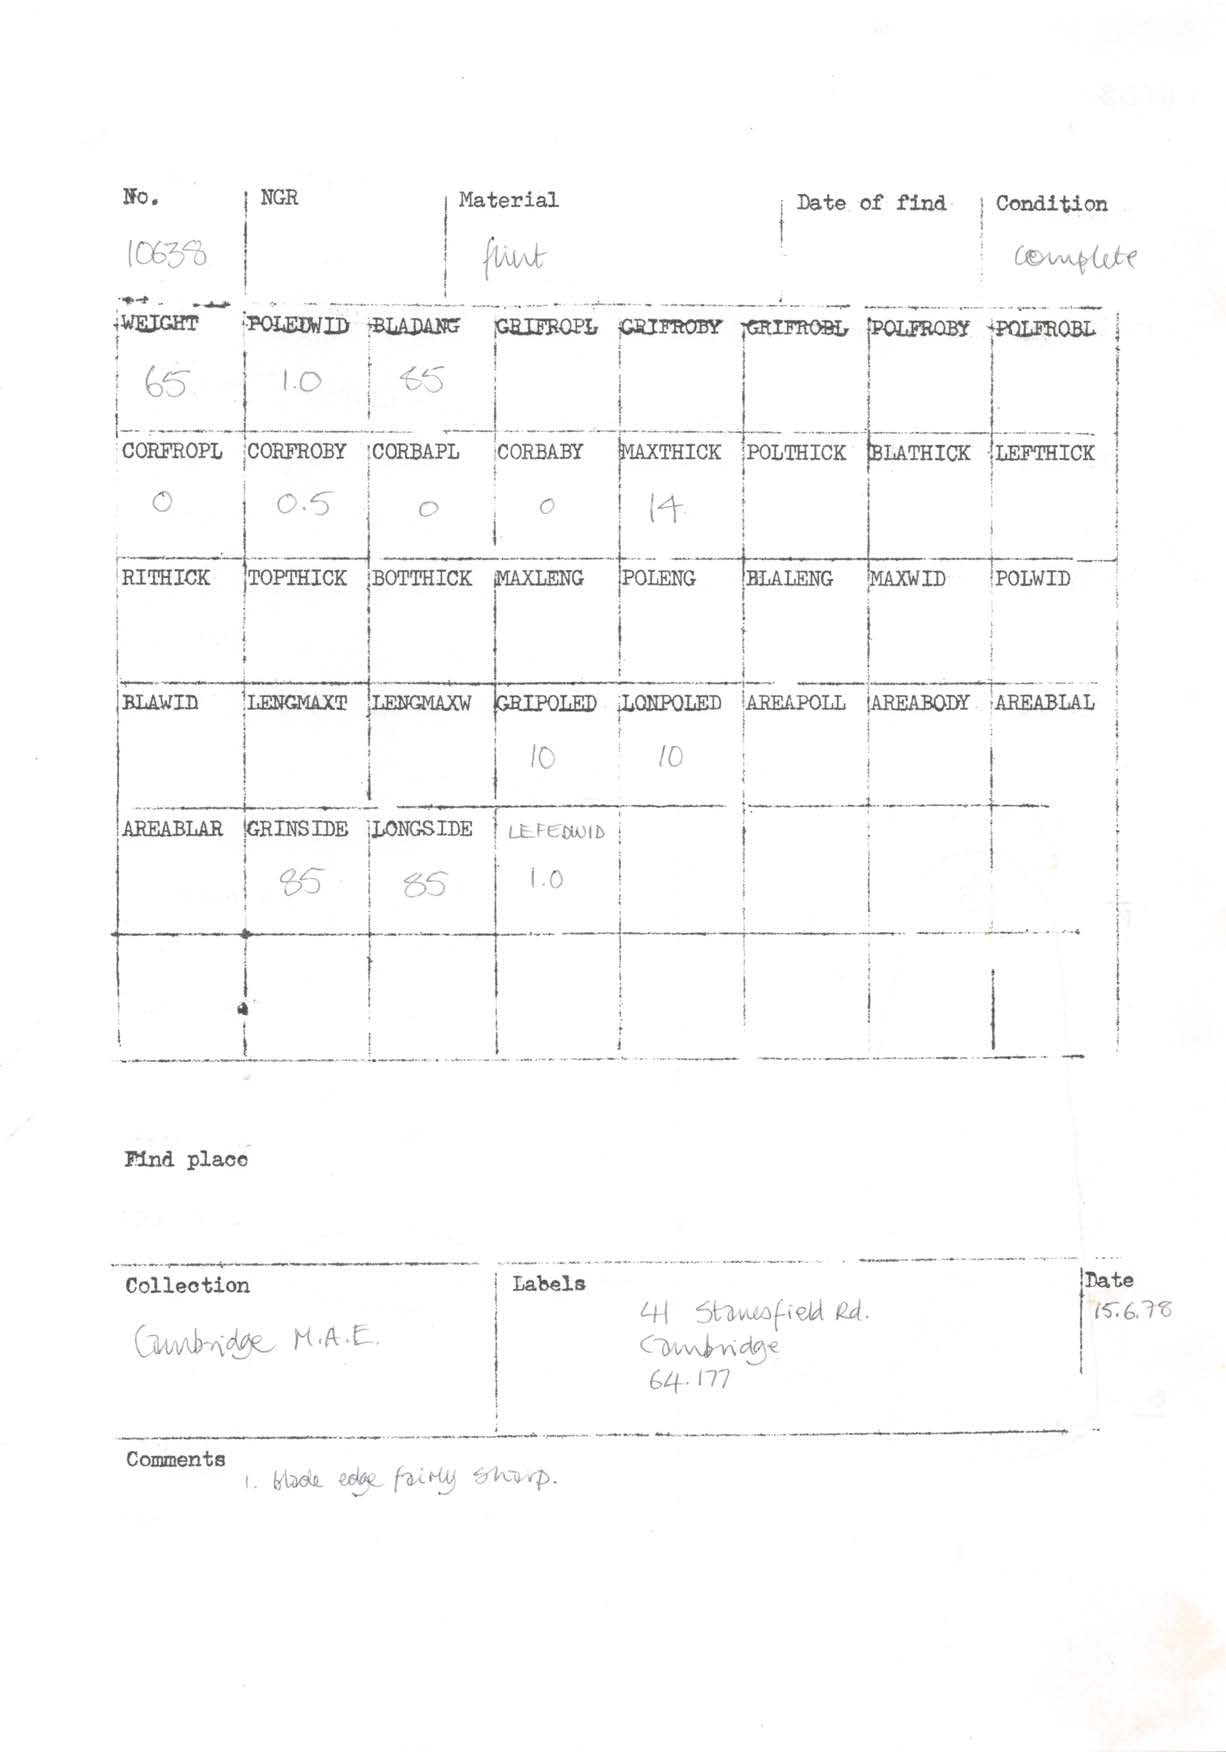 No. NGR Material Date of find Condition
10638 flint complete
WEIGHT POLEDWID BLADANG GRIFROPL GRIFROBY GRIFROBL POLFROBY POLFROBL
65 1.0 85
CORFROPL CORFROBY CORBAPL CORBABY MAXTHICK POLTHICK BLATHICK LEFTHICK
0 0.5 0 0 14
RITHICK TOPTHICK BOTTHICK MAXLENG POLENG BLALENG MAXWID POLWID
BLAWID LENGMAXT LENGMAXW GRIPOLED LONPOLED AREAPOLL AREABODY AREABLAL
10 10
AREABLAR GRINSIDE LONGSIDE LEFEDWID
85 85 1.0
Find place
Collection Labels Date
Cambridge M.A.E. 41 Stanesfield Rd. 15.6.78
Cambridge
64.177
Comments
1. blade edge fairly sharp.